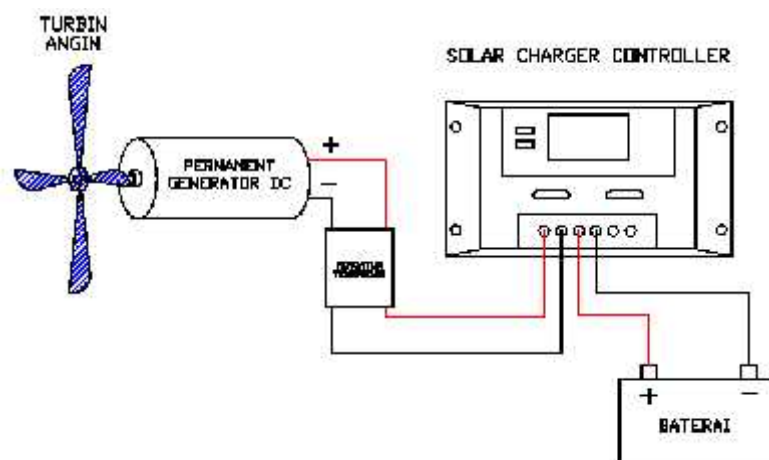 TURBIN
ANGIN
SOLAR CHARGER CONTROLLER
+
PERMANENT
GENERATOR DC
−
+ −
BATERAI